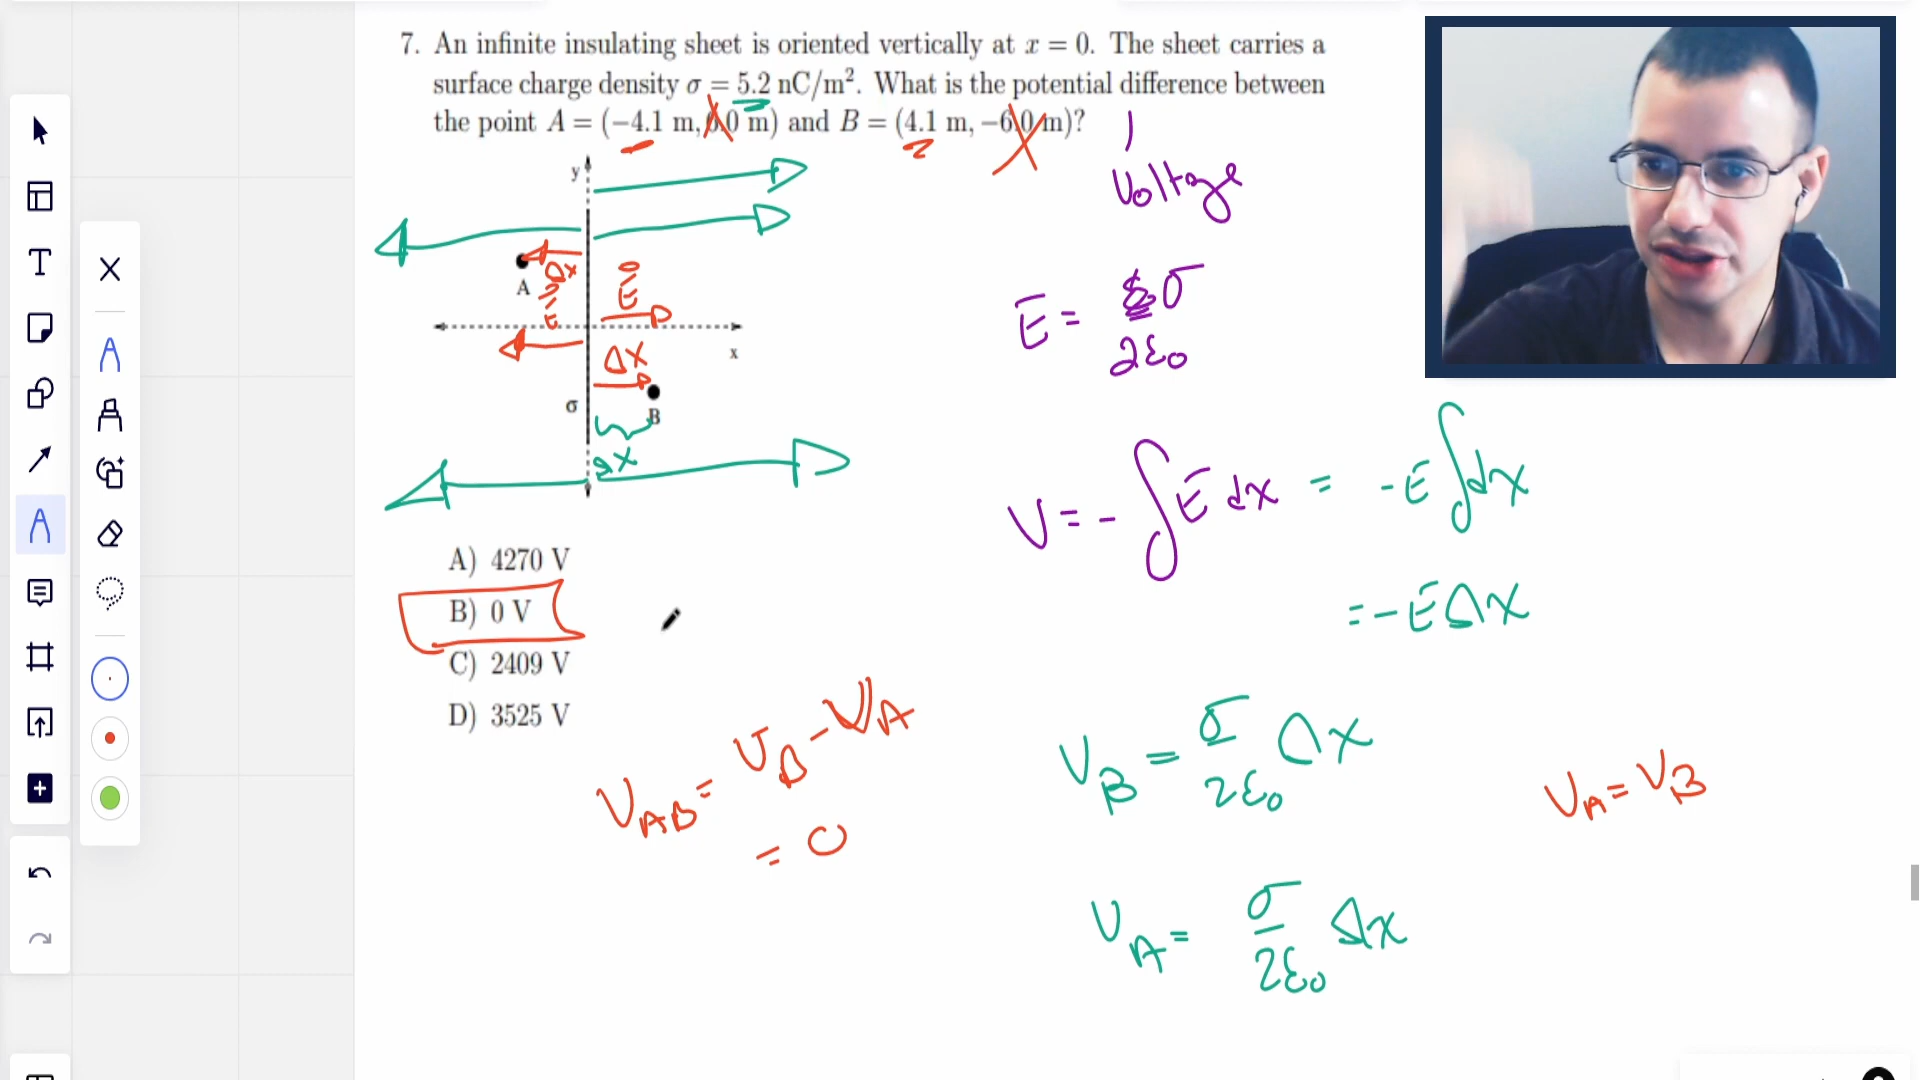 7. An infinite insulating sheet is oriented vertically at x = 0. The sheet carries a
surface charge density σ = 5.2 nC/m². What is the potential difference between
the point A = (−4.1 m, 6.0 m) and B = (4.1 m, −6.0 m)?
Voltage
y
A
Δx
E
E
x
Δx
σ
B
Δx
E = σ
2ε₀
V = - ∫E dx = -E ∫dx
= -EΔx
A) 4270 V
B) 0 V
C) 2409 V
D) 3525 V
V_AB = V_B - V_A
= 0
V_B = σ/2ε₀ Δx
V_A = V_B
V_A = σ/2ε₀ Δx
T